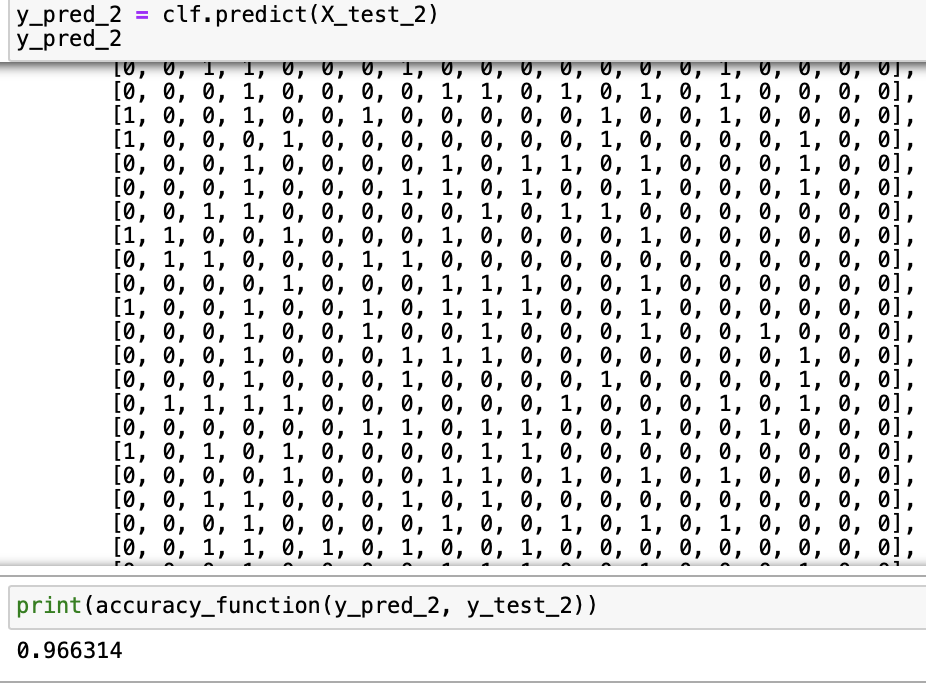 y_pred_2 = clf.predict(X_test_2)
y_pred_2
[0, 0, 1, 1, 0, 0, 0, 1, 0, 0, 0, 0, 0, 0, 0, 1, 0, 0, 0, 0],
[0, 0, 0, 1, 0, 0, 0, 0, 1, 1, 0, 1, 0, 1, 0, 1, 0, 0, 0, 0],
[1, 0, 0, 1, 0, 0, 1, 0, 0, 0, 0, 0, 1, 0, 0, 1, 0, 0, 0, 0],
[1, 0, 0, 0, 1, 0, 0, 0, 0, 0, 0, 0, 1, 0, 0, 0, 0, 1, 0, 0],
[0, 0, 0, 1, 0, 0, 0, 0, 1, 0, 1, 1, 0, 1, 0, 0, 0, 1, 0, 0],
[0, 0, 0, 1, 0, 0, 0, 1, 1, 0, 1, 0, 0, 1, 0, 0, 0, 1, 0, 0],
[0, 0, 1, 1, 0, 0, 0, 0, 0, 1, 0, 1, 1, 0, 0, 0, 0, 0, 0, 0],
[1, 1, 0, 0, 1, 0, 0, 0, 1, 0, 0, 0, 0, 1, 0, 0, 0, 0, 0, 0],
[0, 1, 1, 0, 0, 0, 1, 1, 0, 0, 0, 0, 0, 0, 0, 0, 0, 0, 0, 0],
[0, 0, 0, 0, 1, 0, 0, 0, 1, 1, 1, 0, 0, 1, 0, 0, 0, 0, 0, 0],
[1, 0, 0, 1, 0, 0, 1, 0, 1, 1, 1, 0, 0, 1, 0, 0, 0, 0, 0, 0],
[0, 0, 0, 1, 0, 0, 1, 0, 0, 1, 0, 0, 0, 1, 0, 0, 1, 0, 0, 0],
[0, 0, 0, 1, 0, 0, 0, 1, 1, 1, 0, 0, 0, 0, 0, 0, 0, 1, 0, 0],
[0, 0, 0, 1, 0, 0, 0, 1, 0, 0, 0, 0, 1, 0, 0, 0, 0, 1, 0, 0],
[0, 1, 1, 1, 1, 0, 0, 0, 0, 0, 0, 1, 0, 0, 0, 1, 0, 1, 0, 0],
[0, 0, 0, 0, 0, 0, 1, 1, 0, 1, 1, 0, 0, 1, 0, 0, 1, 0, 0, 0],
[1, 0, 1, 0, 1, 0, 0, 0, 0, 1, 1, 0, 0, 0, 0, 0, 0, 0, 0, 0],
[0, 0, 0, 0, 1, 0, 0, 0, 1, 1, 0, 1, 0, 1, 0, 1, 0, 0, 0, 0],
[0, 0, 1, 1, 0, 0, 0, 1, 0, 1, 0, 0, 0, 0, 0, 0, 0, 0, 0, 0],
[0, 0, 0, 1, 0, 0, 0, 0, 1, 0, 0, 1, 0, 1, 0, 1, 0, 0, 0, 0],
[0, 0, 1, 1, 0, 1, 0, 1, 0, 0, 1, 0, 0, 0, 0, 0, 0, 0, 0, 0],
print(accuracy_function(y_pred_2, y_test_2))
0.966314